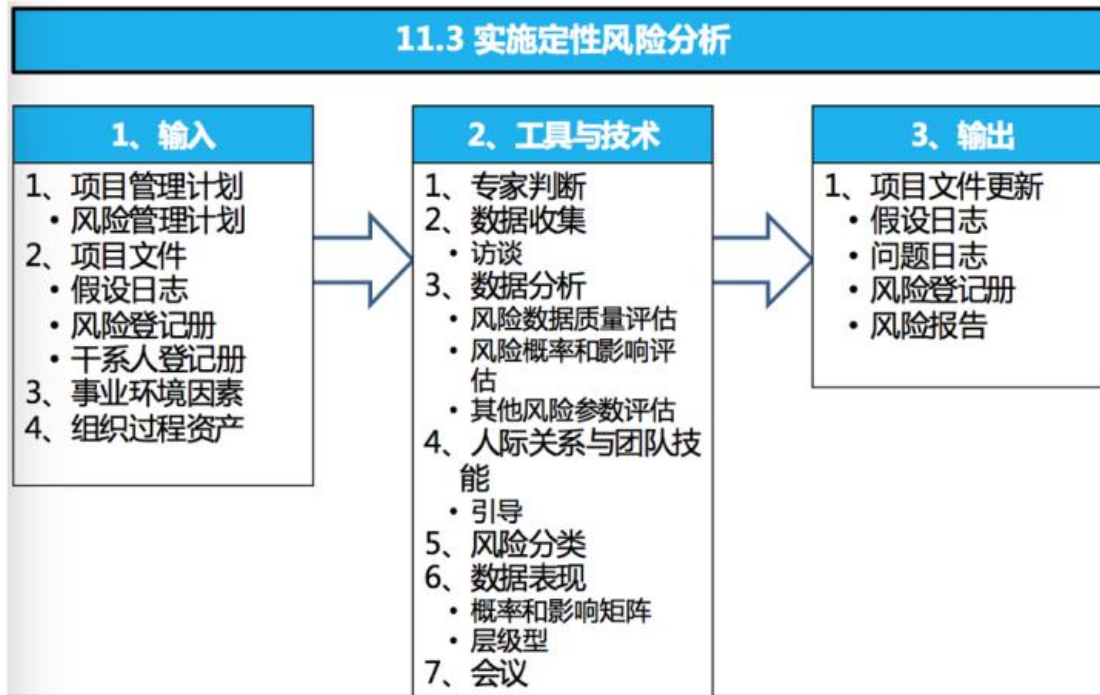 11.3 实施定性风险分析
1、输入
1、项目管理计划
• 风险管理计划
2、项目文件
• 假设日志
• 风险登记册
• 干系人登记册
3、事业环境因素
4、组织过程资产
2、工具与技术
1、专家判断
2、数据收集
• 访谈
3、数据分析
• 风险数据质量评估
• 风险概率和影响评
估
• 其他风险参数评估
4、人际关系与团队技
能
• 引导
5、风险分类
6、数据表现
• 概率和影响矩阵
• 层级型
7、会议
3、输出
1、项目文件更新
• 假设日志
• 问题日志
• 风险登记册
• 风险报告